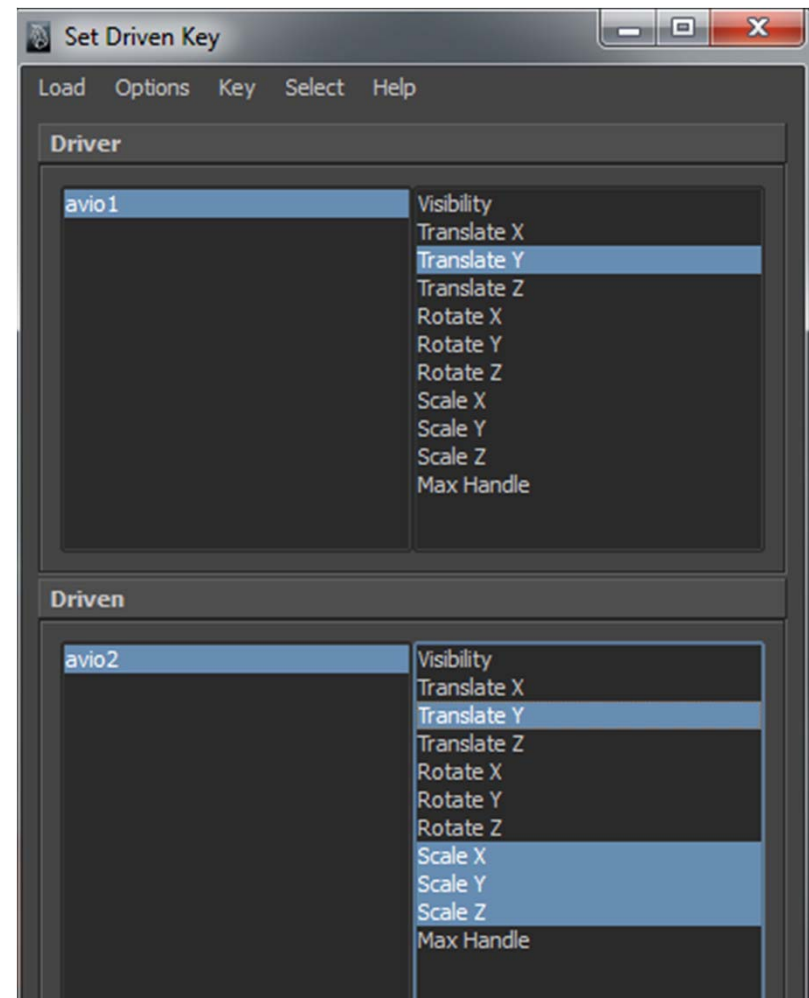 Set Driven Key
Load Options Key Select Help
Driver
avio1
Visibility
Translate X
Translate Y
Translate Z
Rotate X
Rotate Y
Rotate Z
Scale X
Scale Y
Scale Z
Max Handle
Driven
avio2
Visibility
Translate X
Translate Y
Translate Z
Rotate X
Rotate Y
Rotate Z
Scale X
Scale Y
Scale Z
Max Handle